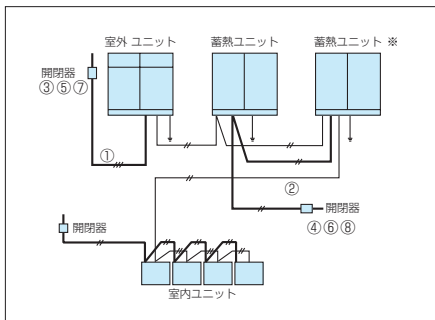 室外 ユニット
蓄熱ユニット
蓄熱ユニット ※
開閉器
③⑤⑦
①
②
開閉器
④⑥⑧
開閉器
室内ユニット